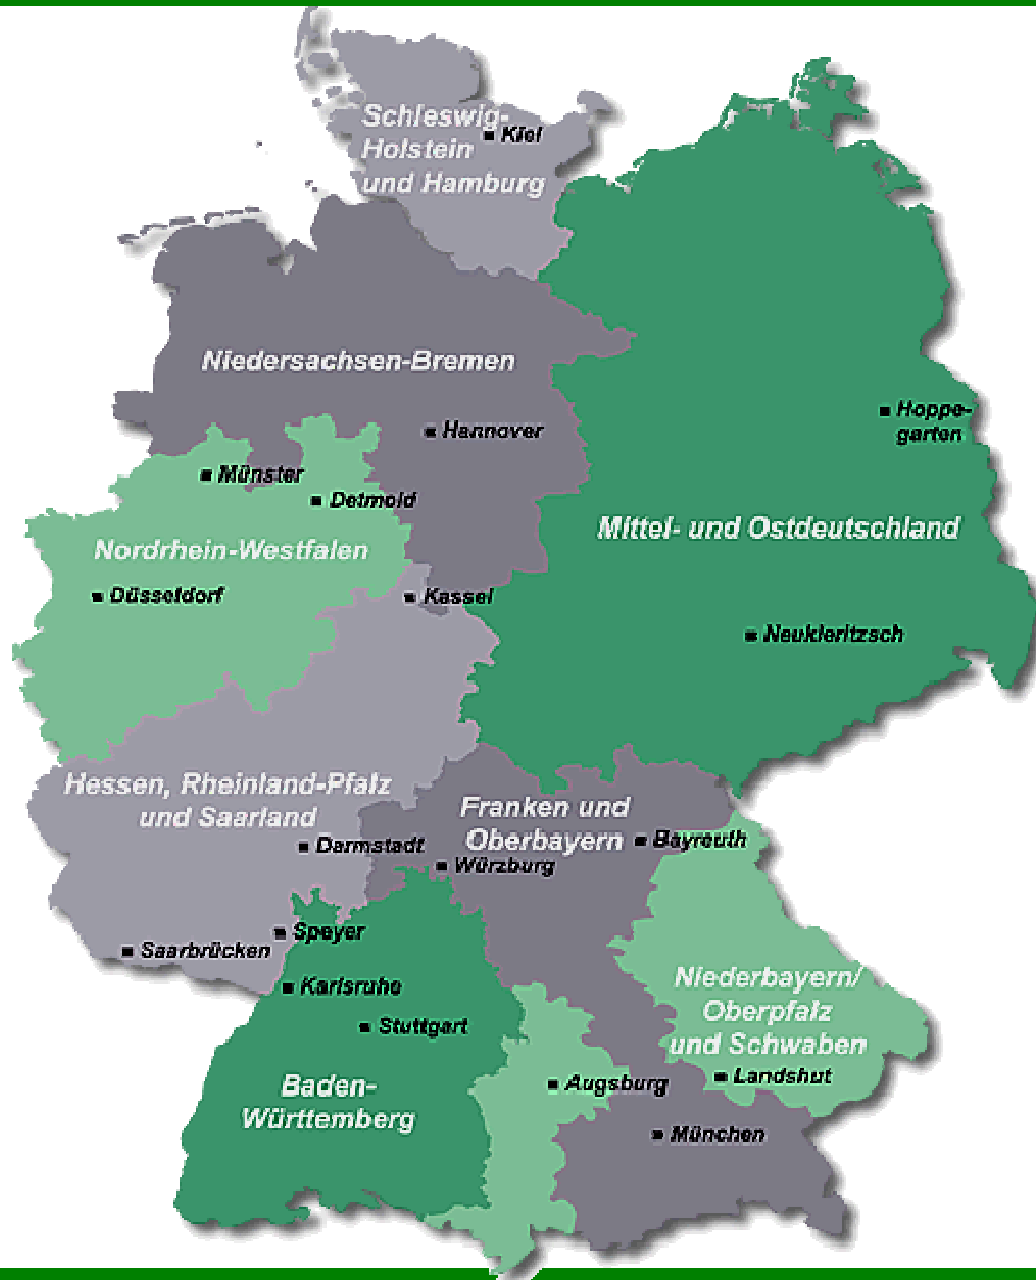 Schleswig-
Holstein
und Hamburg
Kiel
Niedersachsen-Bremen
Hannover
Hoppe-
garten
Münster
Detmold
Mittel- und Ostdeutschland
Nordrhein-Westfalen
Düsseldorf
Kassel
Neukieritzsch
Hessen, Rheinland-Pfalz
und Saarland
Franken und
Oberbayern
Bayreuth
Darmstadt
Würzburg
Speyer
Saarbrücken
Karlsruhe
Niederbayern/
Oberpfalz
und Schwaben
Stuttgart
Landshut
Augsburg
Baden-
Württemberg
München